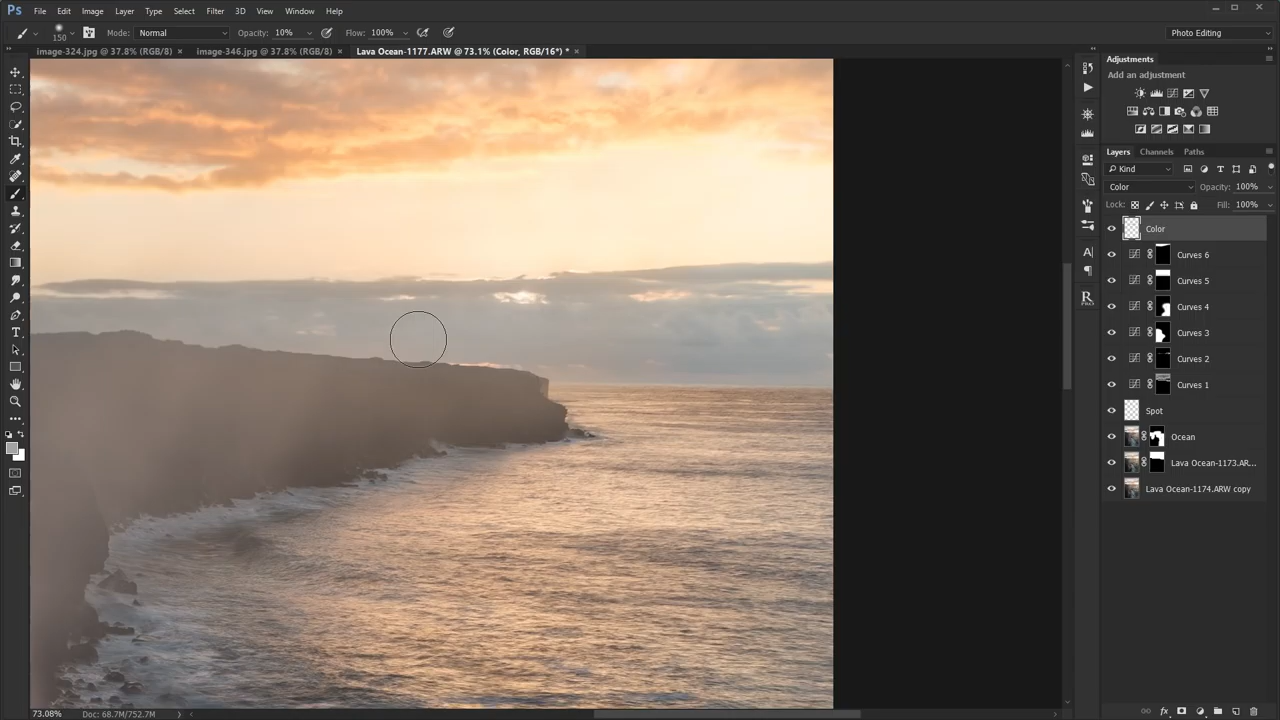 Ps File Edit Image Layer Type Select Filter 3D View Window Help
150 Mode: Normal Opacity: 10% Flow: 100% Photo Editing
image-324.jpg @ 37.8% (RGB/8) × image-346.jpg @ 37.8% (RGB/8) × Lava Ocean-1177.ARW @ 73.1% (Color, RGB/16*) * ×
Adjustments
Add an adjustment
Layers Channels Paths
Kind
Color Opacity: 100%
Lock: Fill: 100%
Color
Curves 6
Curves 5
Curves 4
Curves 3
Curves 2
Curves 1
Spot
Ocean
Lava Ocean-1173.AR...
Lava Ocean-1174.ARW copy
73.08% Doc: 68.7M/752.7M